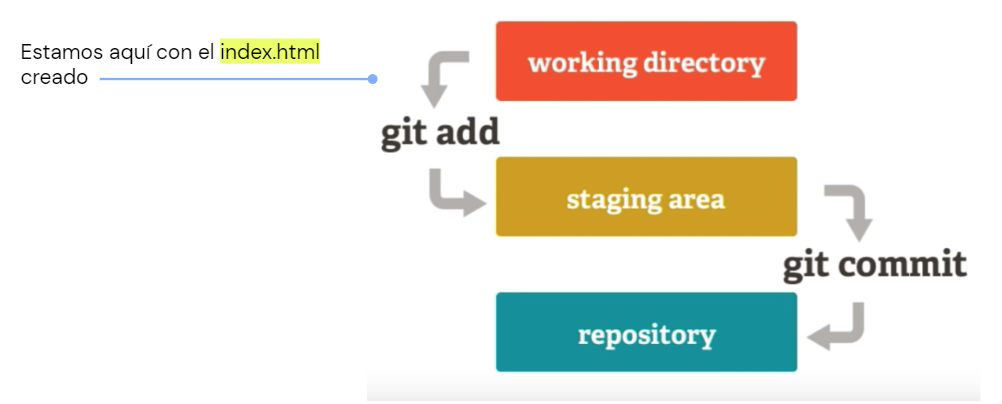 Estamos aquí con el index.html
creado
working directory
git add
staging area
git commit
repository